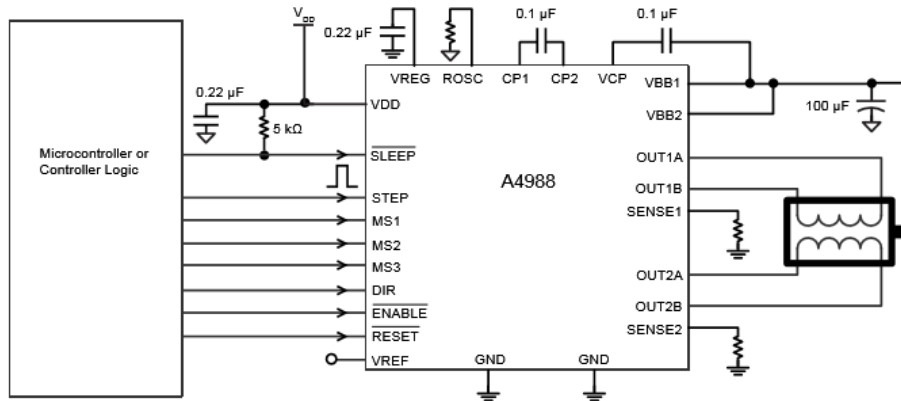 V_DD
0.22 µF
0.1 µF
0.1 µF
VREG
ROSC
CP1
CP2
VCP
VBB1
0.22 µF
VDD
100 µF
5 kΩ
VBB2
Microcontroller or
Controller Logic
SLEEP
OUT1A
A4988
STEP
OUT1B
MS1
SENSE1
MS2
MS3
OUT2A
DIR
ENABLE
OUT2B
RESET
SENSE2
VREF
GND
GND